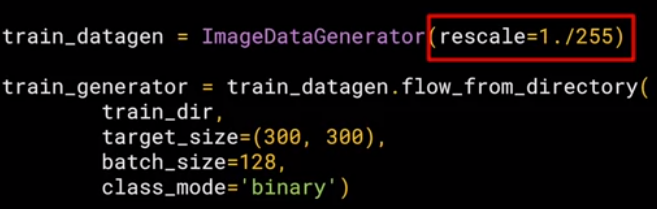 train_datagen = ImageDataGenerator(rescale=1./255)
train_generator = train_datagen.flow_from_directory(
        train_dir,
        target_size=(300, 300),
        batch_size=128,
        class_mode='binary')